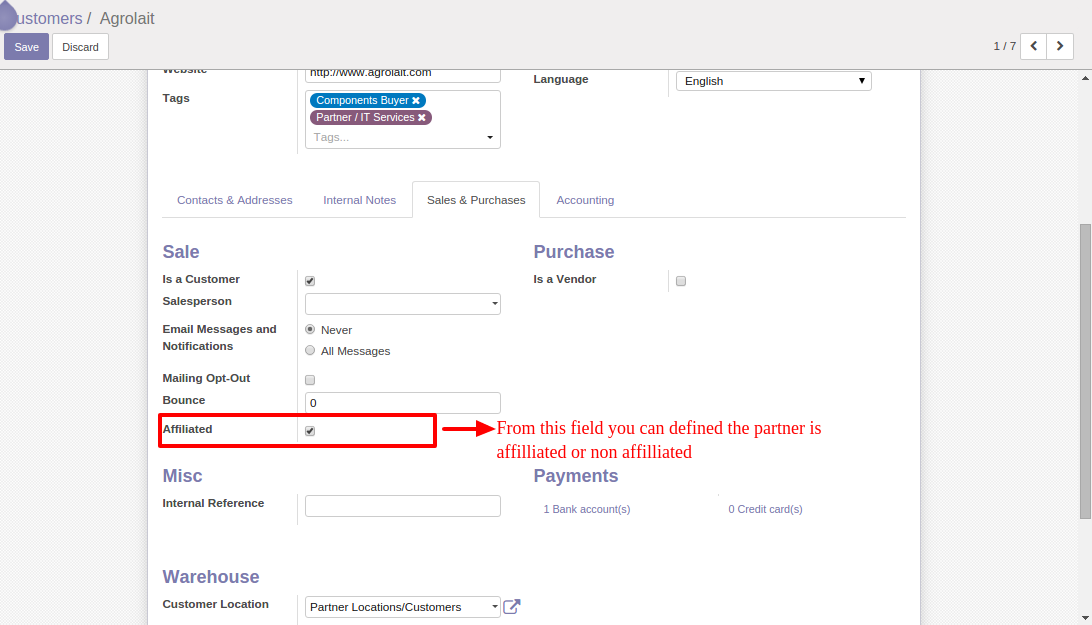 ustomers / Agrolait
Save Discard
1 / 7
Website http://www.agrolait.com
Language English
Tags Components Buyer
Partner / IT Services
Tags...
Contacts & Addresses Internal Notes Sales & Purchases Accounting
Sale Purchase
Is a Customer Is a Vendor
Salesperson
Email Messages and Notifications
Never
All Messages
Mailing Opt-Out
Bounce 0
Affiliated
From this field you can defined the partner is
affilliated or non affilliated
Misc Payments
Internal Reference 1 Bank account(s) 0 Credit card(s)
Warehouse
Customer Location Partner Locations/Customers